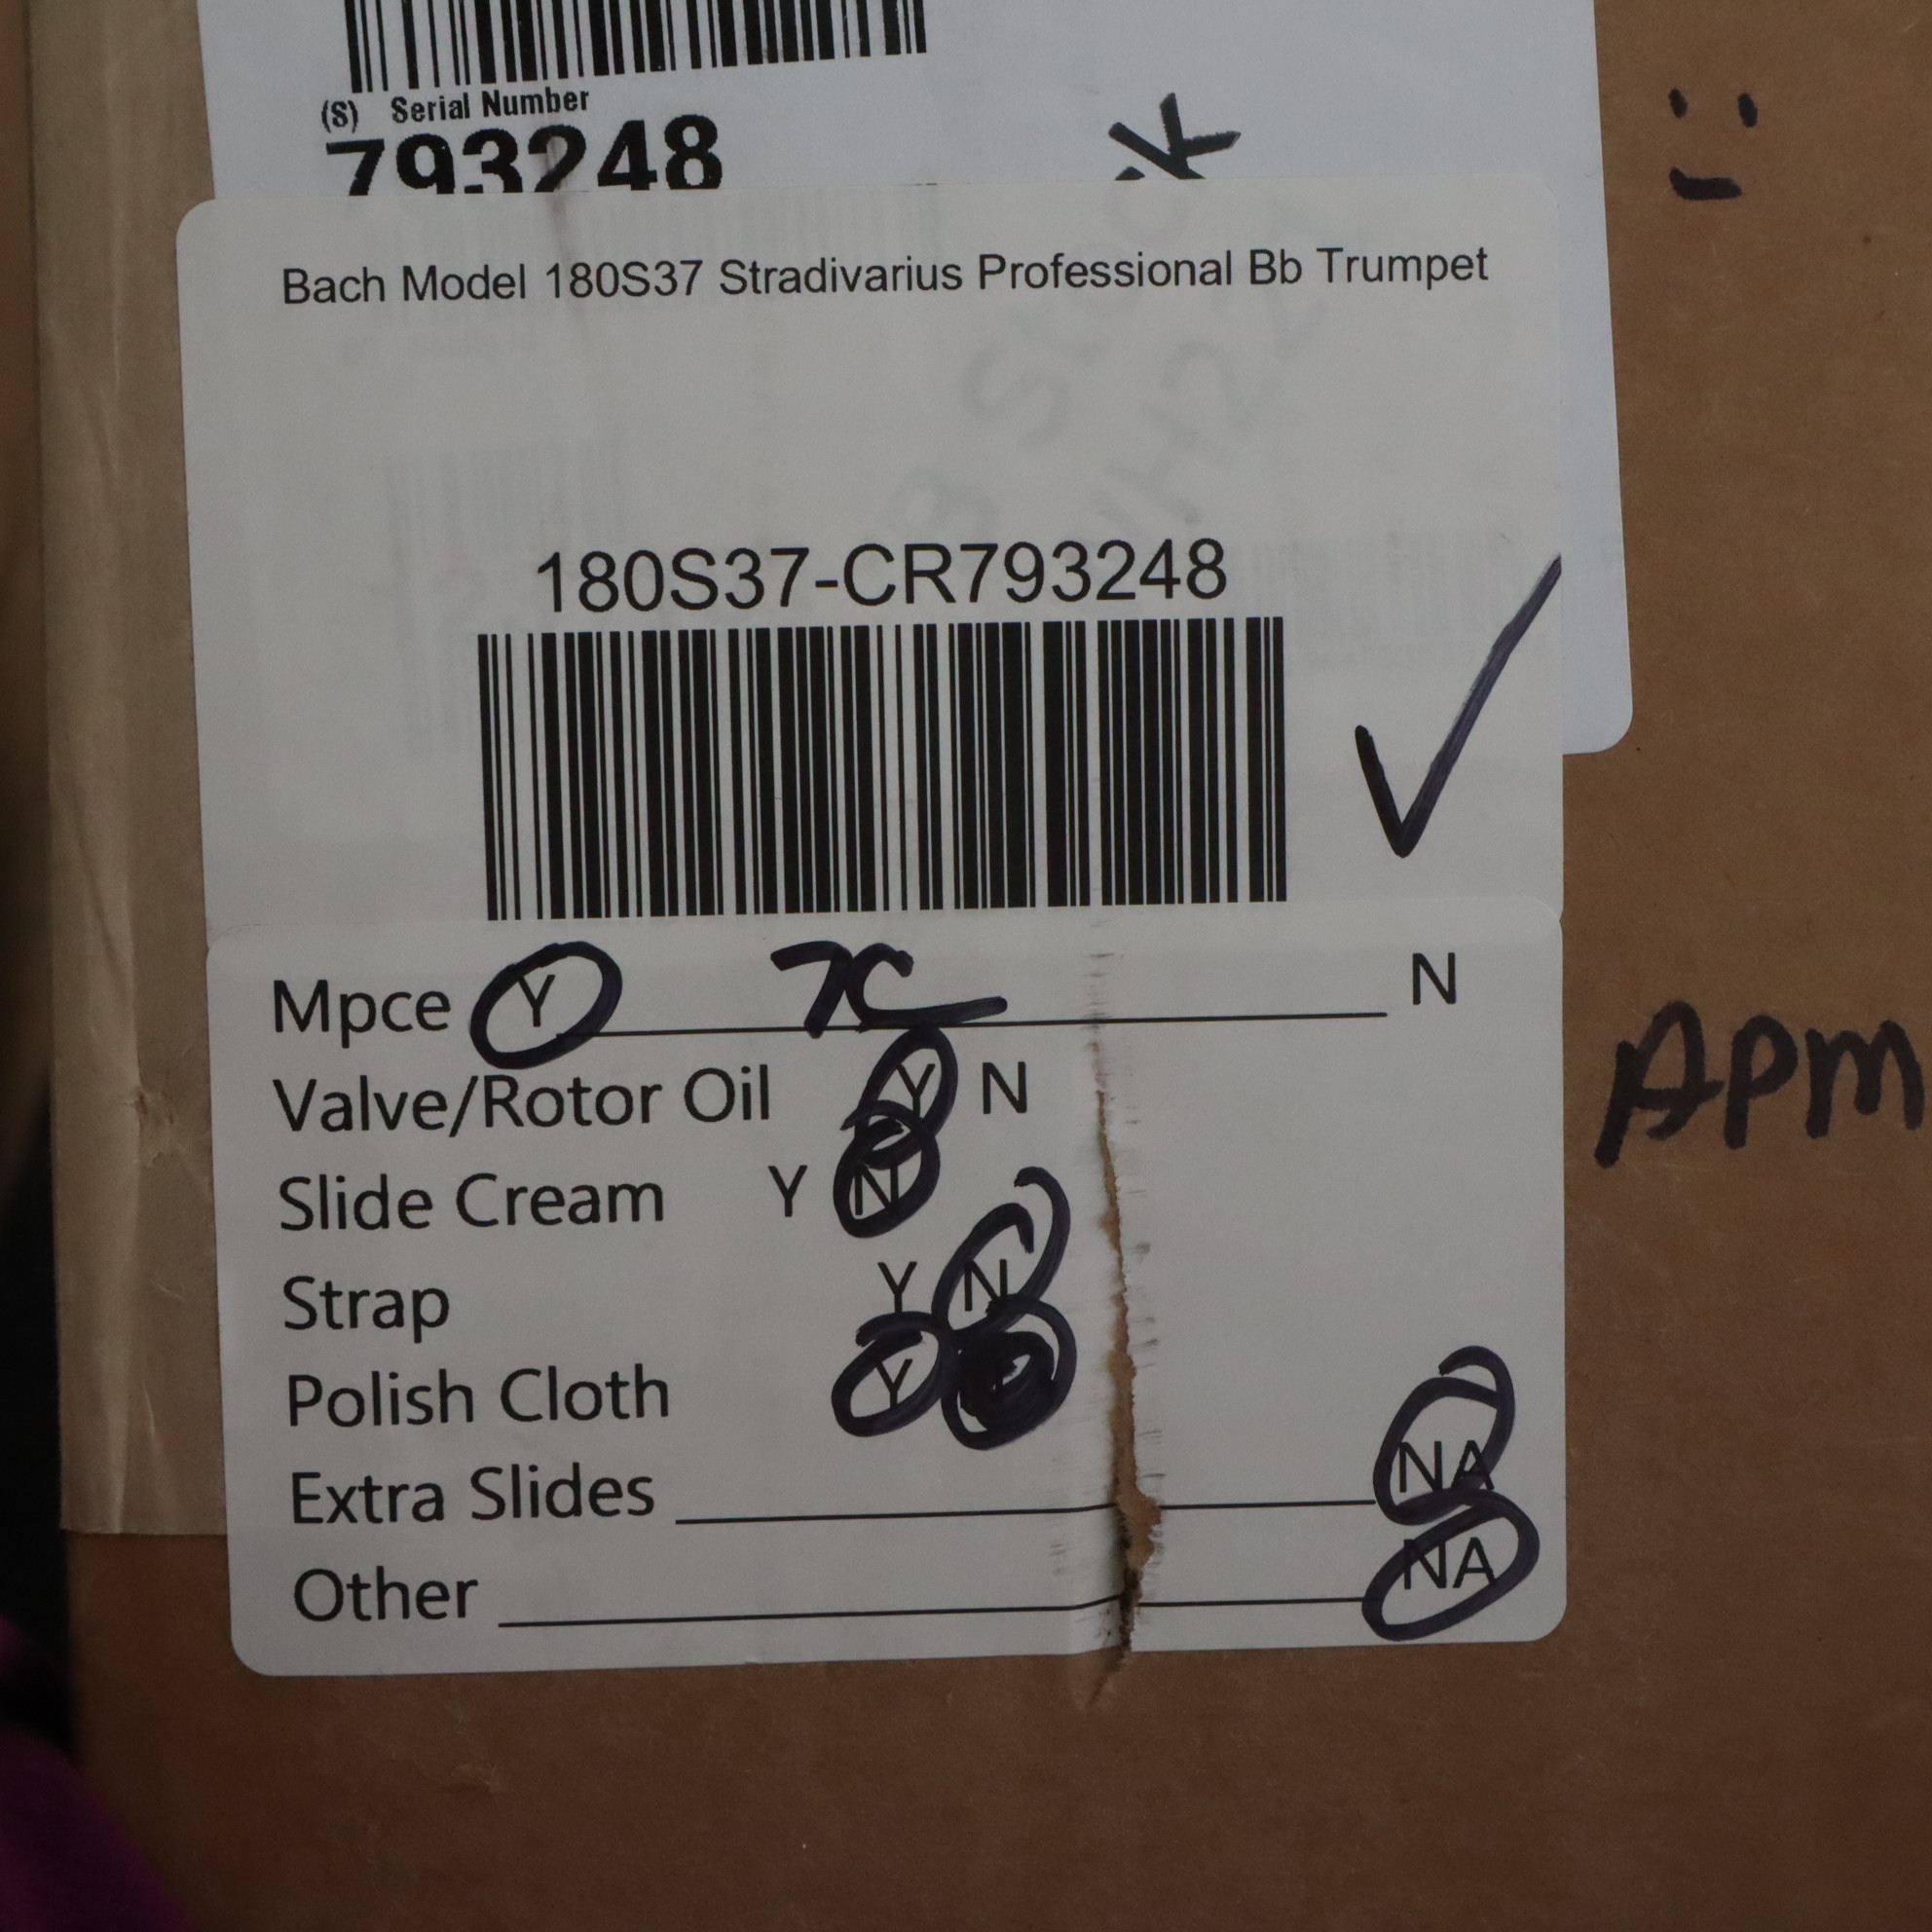 (S) Serial Number
793248
Bach Model 180S37 Stradivarius Professional Bb Trumpet
180S37-CR793248
Mpce Y 7C N
Valve/Rotor Oil Y N
Slide Cream Y N
Strap Y N
Polish Cloth Y
Extra Slides NA
Other NA
APM